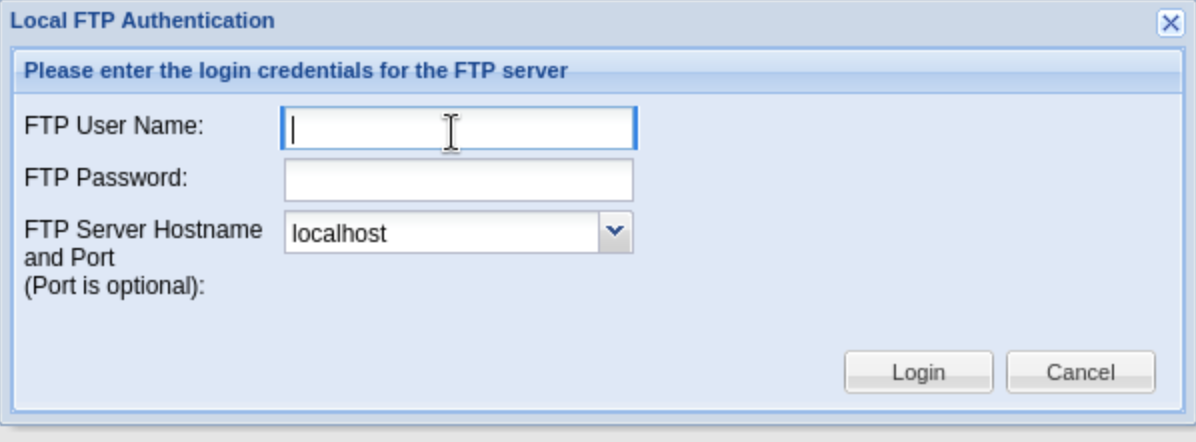 Local FTP Authentication
Please enter the login credentials for the FTP server
FTP User Name:
FTP Password:
FTP Server Hostname
and Port
(Port is optional):
localhost
Login Cancel